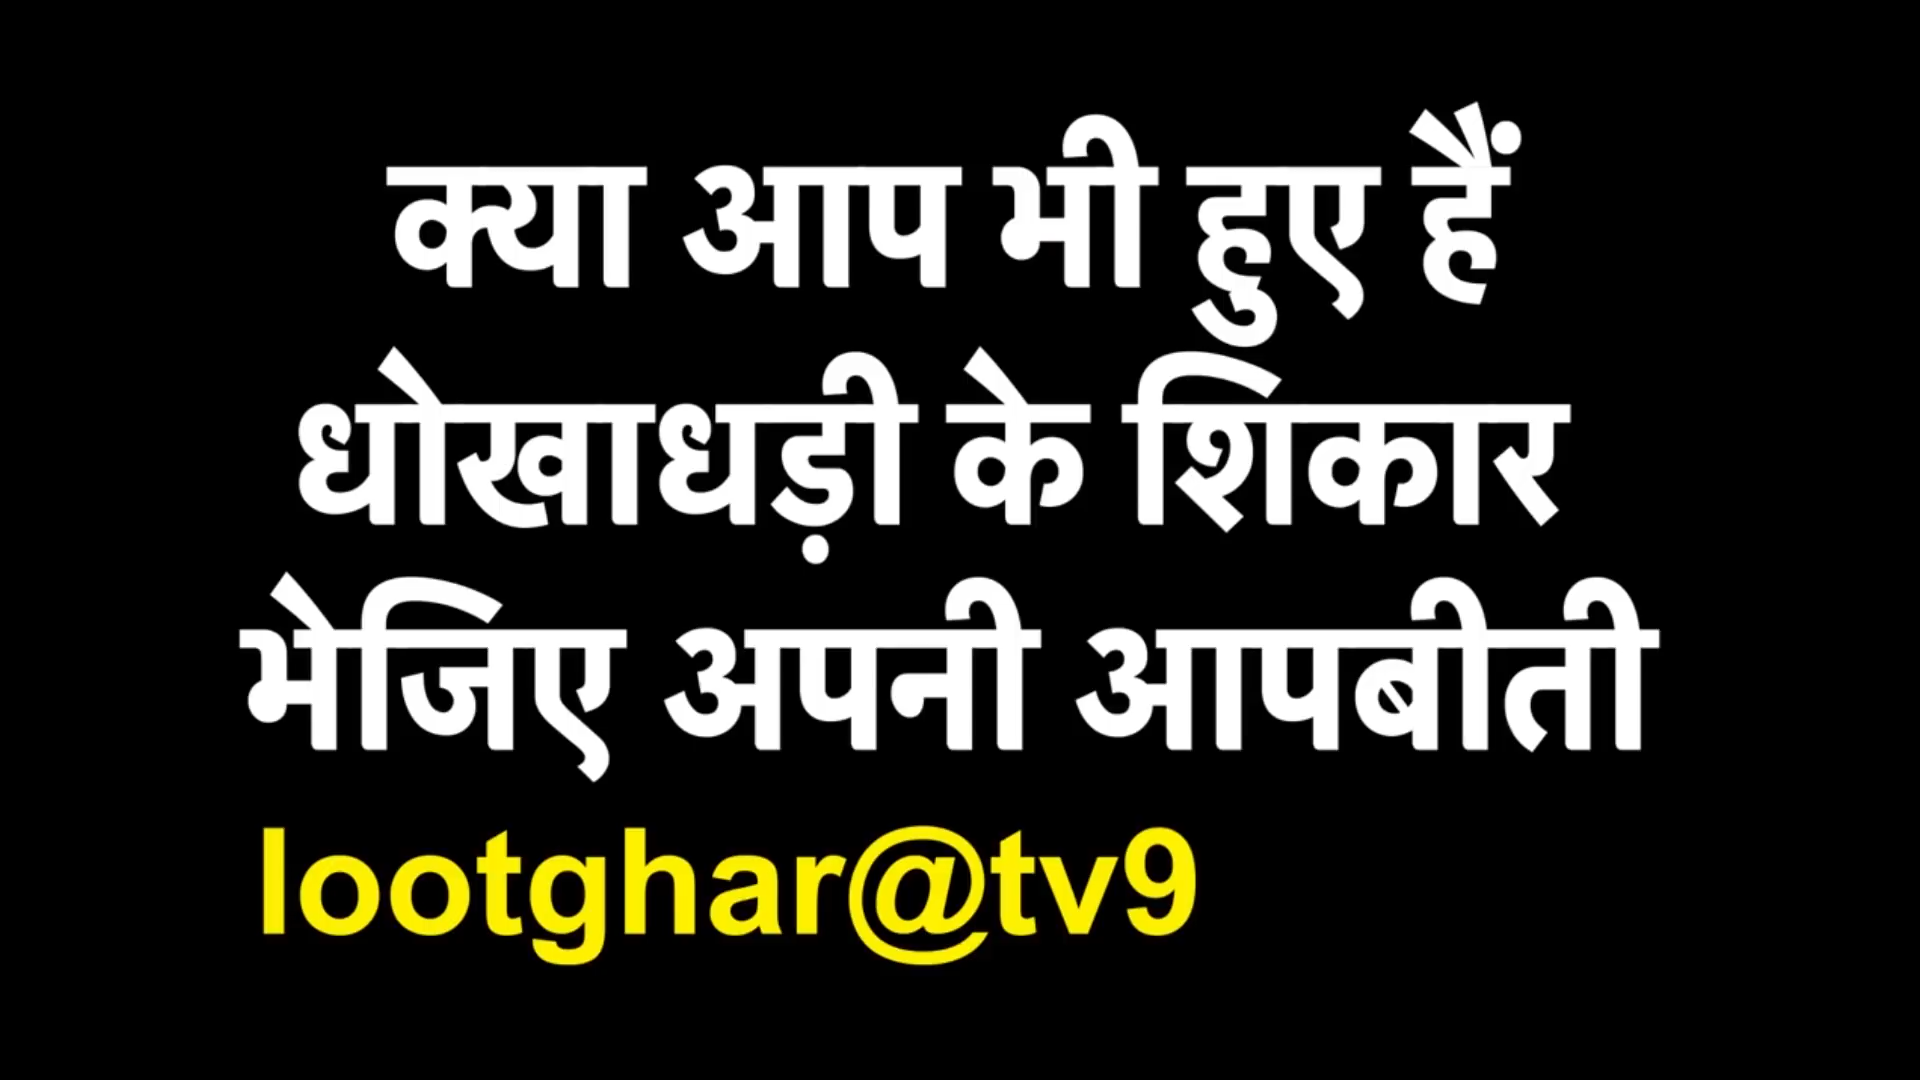 क्या आप भी हुए हैं
धोखाधड़ी के शिकार
भेजिए अपनी आपबीती
lootghar@tv9